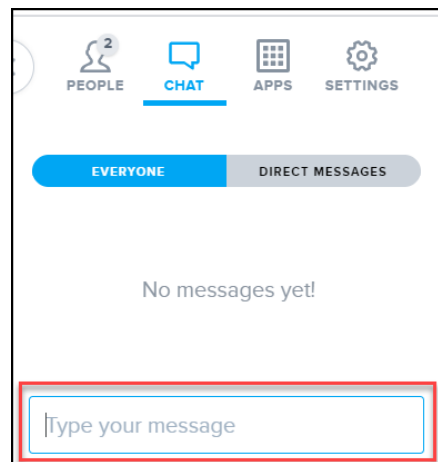 2
PEOPLE CHAT APPS SETTINGS
EVERYONE DIRECT MESSAGES
No messages yet!
Type your message